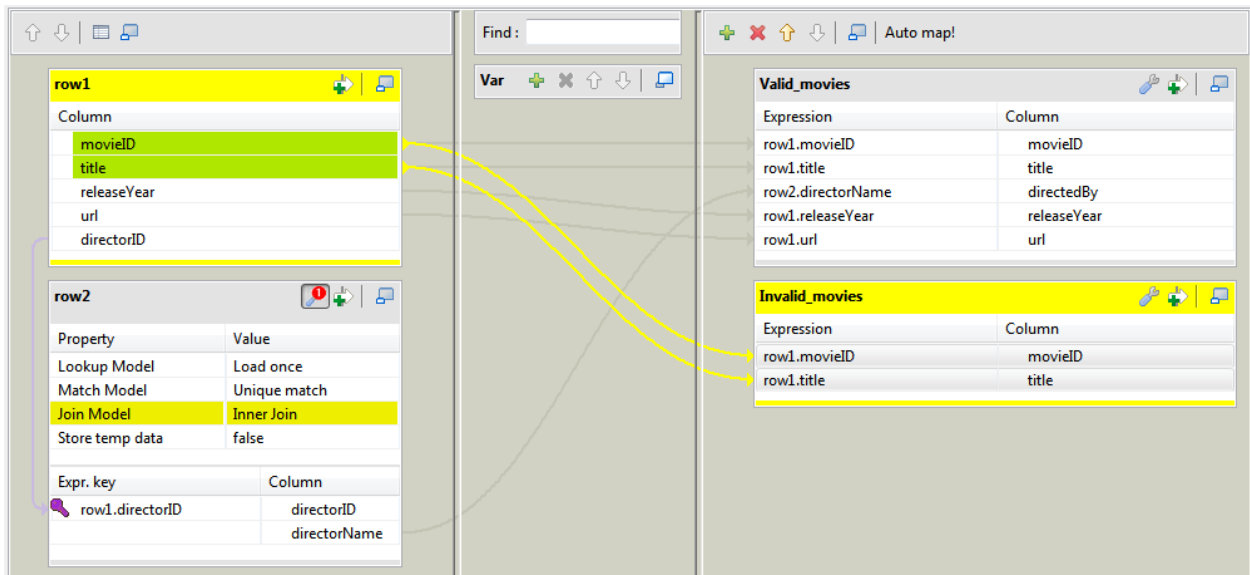 Find :
Auto map!
row1
Column
movieID
title
releaseYear
url
directorID
row2
1
Property Value
Lookup Model Load once
Match Model Unique match
Join Model Inner Join
Store temp data false
Expr. key Column
row1.directorID directorID
directorName
Var
Valid_movies
Expression Column
row1.movieID movieID
row1.title title
row2.directorName directedBy
row1.releaseYear releaseYear
row1.url url
Invalid_movies
Expression Column
row1.movieID movieID
row1.title title